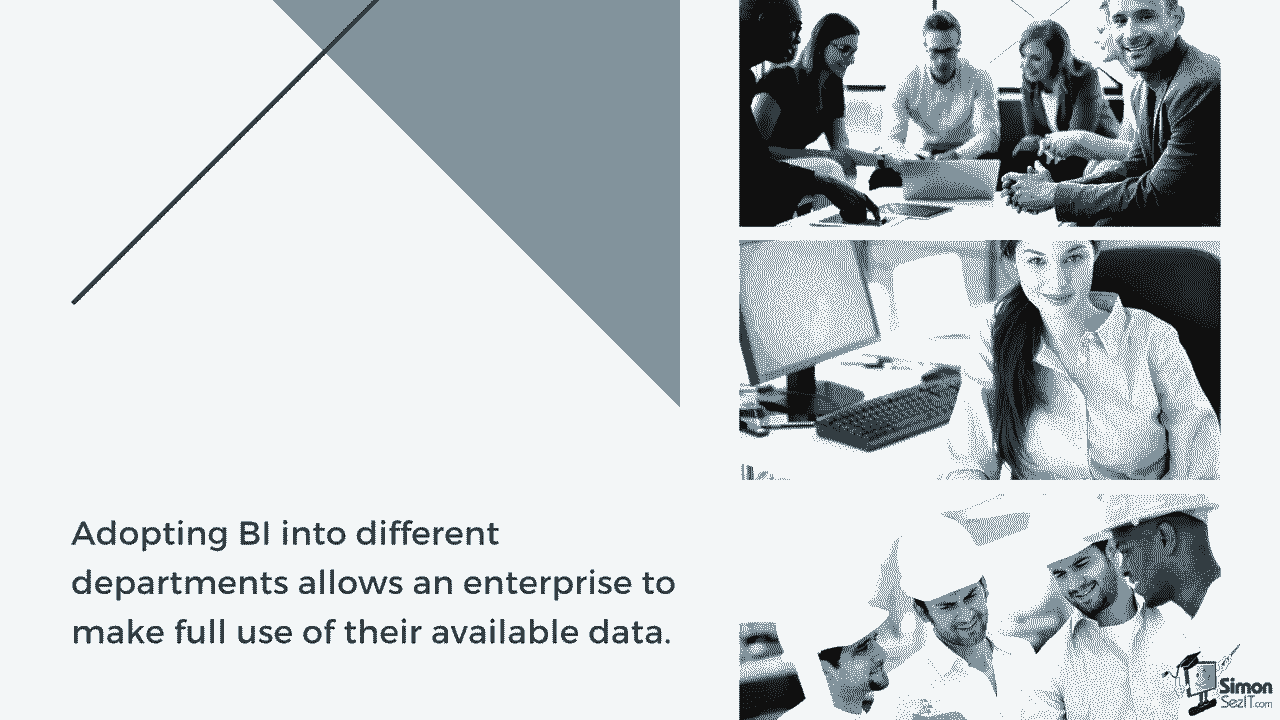 Adopting BI into different
departments allows an enterprise to
make full use of their available data.
Simon
SezIT.com